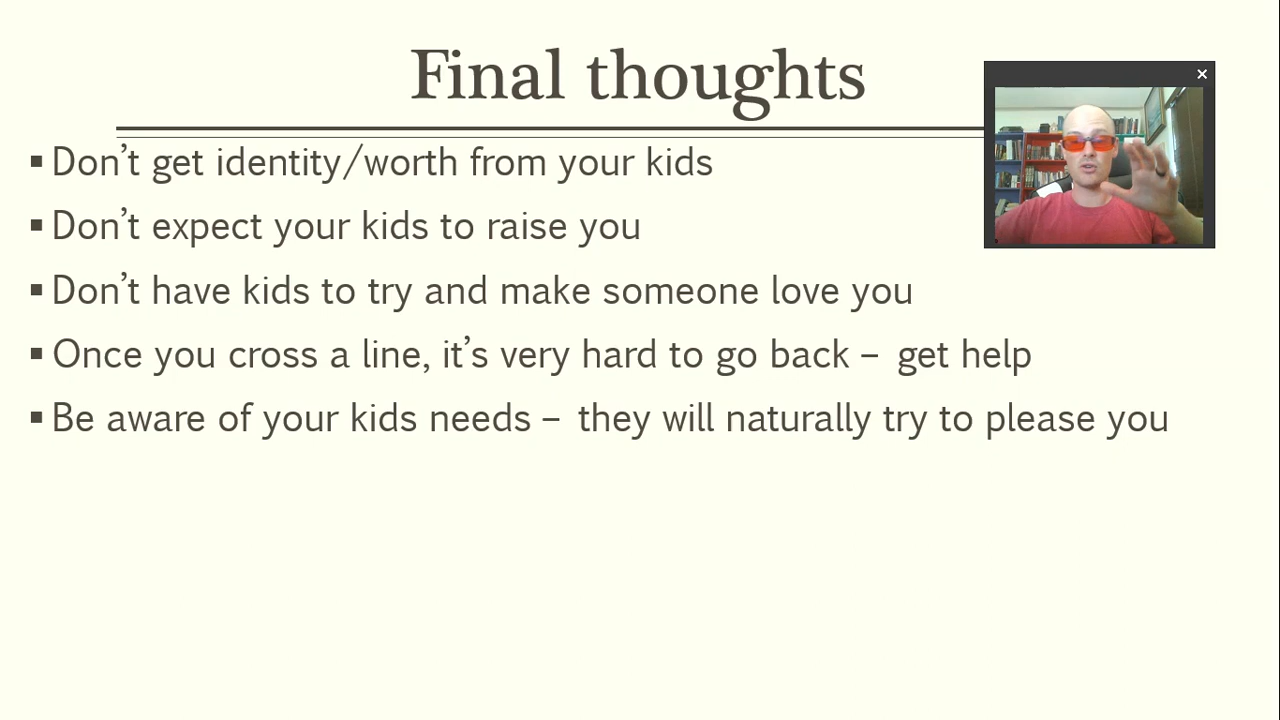 Final thoughts
▪ Don’t get identity/worth from your kids
▪ Don’t expect your kids to raise you
▪ Don’t have kids to try and make someone love you
▪ Once you cross a line, it’s very hard to go back – get help
▪ Be aware of your kids needs – they will naturally try to please you